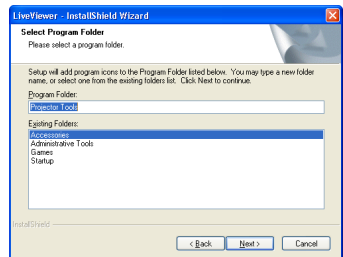 LiveViewer - InstallShield Wizard
Select Program Folder
Please select a program folder.
Setup will add program icons to the Program Folder listed below. You may type a new folder
name, or select one from the existing folders list. Click Next to continue.
Program Folder:
Projector Tools
Existing Folders:
Accessories
Administrative Tools
Games
Startup
InstallShield
< Back Next > Cancel